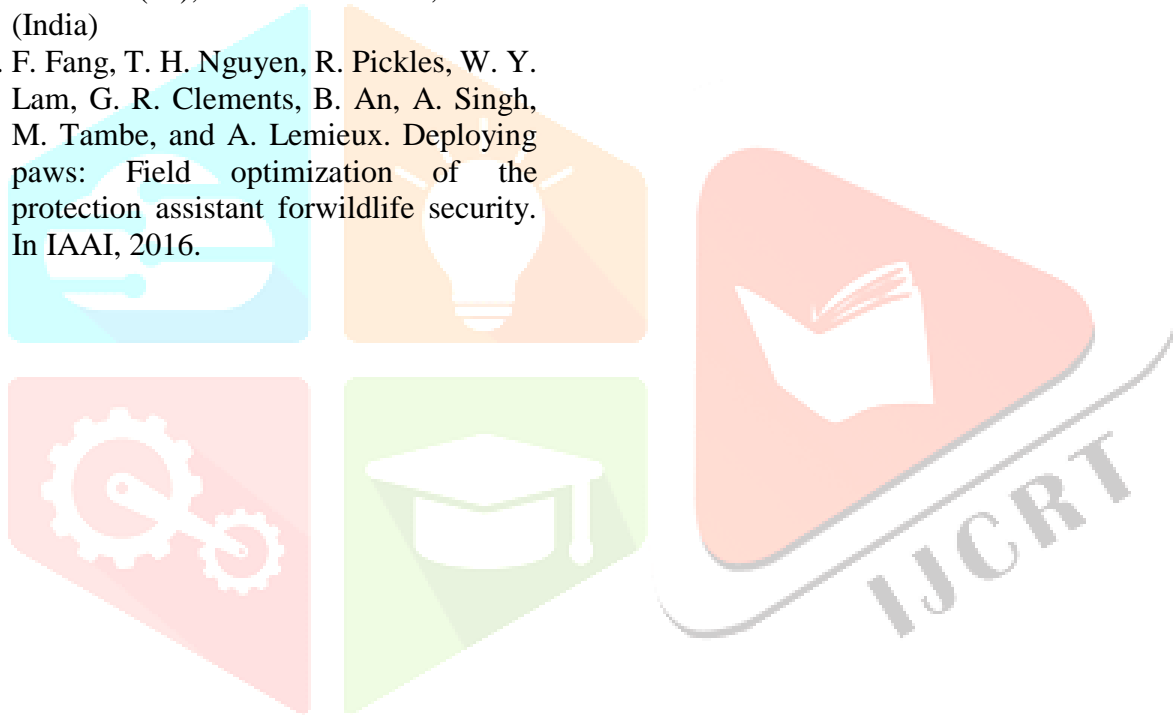 (India)
. F. Fang, T. H. Nguyen, R. Pickles, W. Y.
Lam, G. R. Clements, B. An, A. Singh,
M. Tambe, and A. Lemieux. Deploying
paws: Field optimization of the
protection assistant forwildlife security.
In IAAI, 2016.
IJCRT